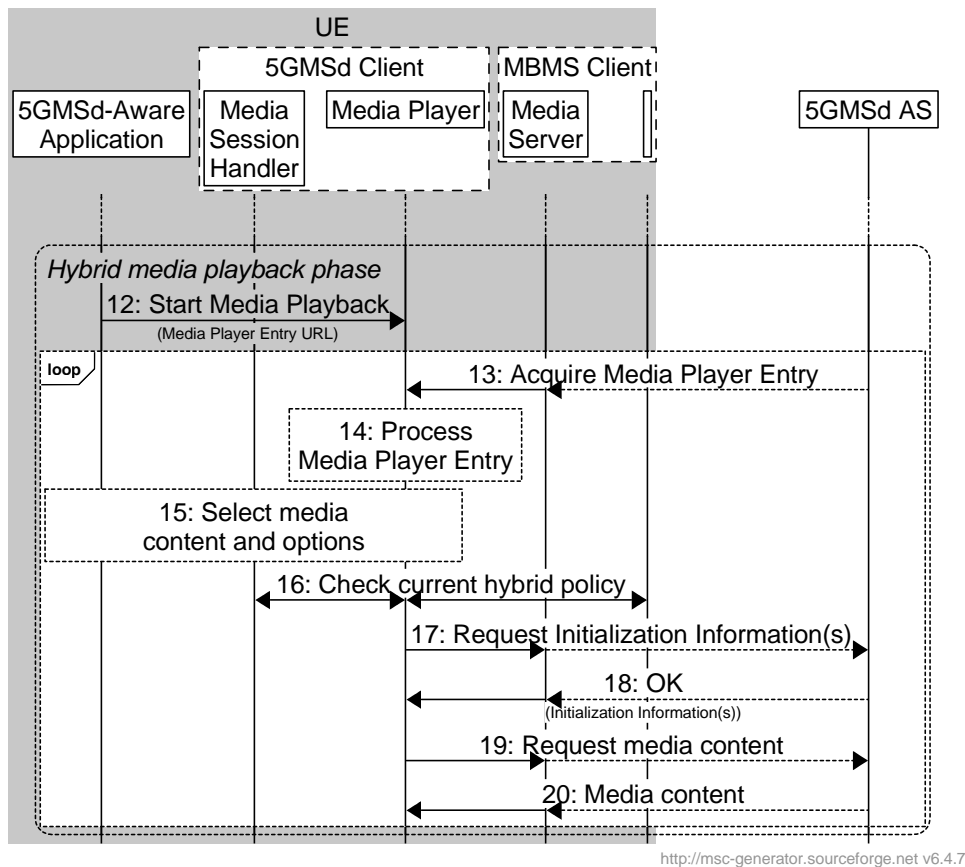 UE
5GMSd Client
MBMS Client
5GMSd-Aware
Application
Media
Session
Handler
Media Player
Media
Server
5GMSd AS
Hybrid media playback phase
12: Start Media Playback
(Media Player Entry URL)
loop
13: Acquire Media Player Entry
14: Process
Media Player Entry
15: Select media
content and options
16: Check current hybrid policy
17: Request Initialization Information(s)
18: OK
(Initialization Information(s))
19: Request media content
20: Media content
http://msc-generator.sourceforge.net v6.4.7